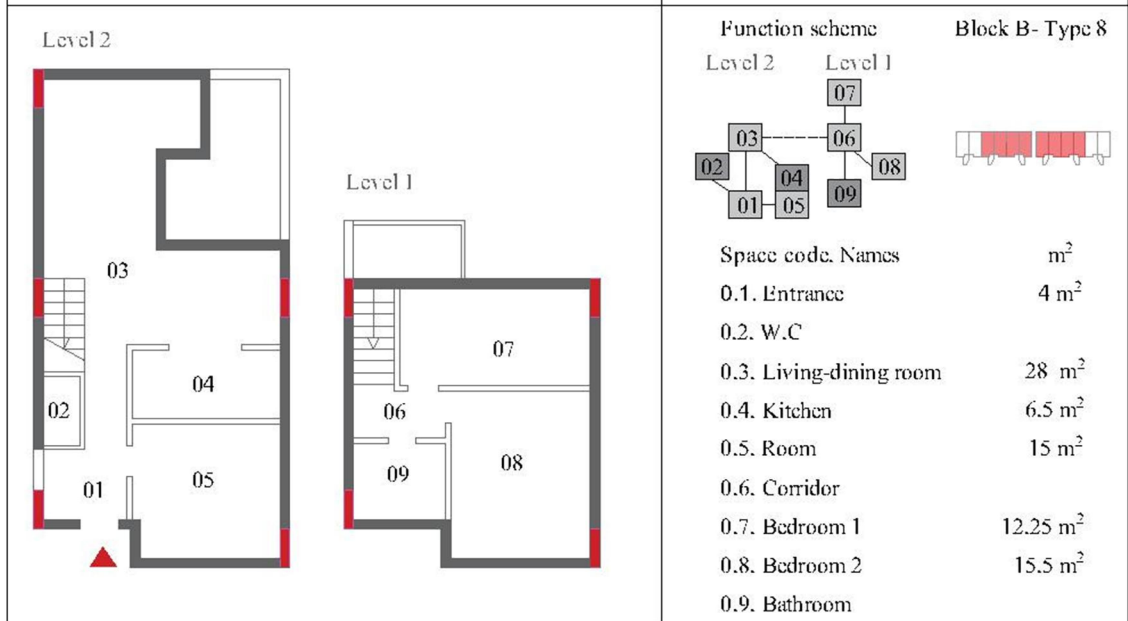 Level 2
03
04
02
05
01
Level 1
07
06
08
09
Function scheme
Block B- Type 8
Level 2
Level 1
07
03
06
02
04
08
09
01
05
Space code. Names m²
0.1. Entrance 4 m²
0.2. W.C
0.3. Living-dining room 28 m²
0.4. Kitchen 6.5 m²
0.5. Room 15 m²
0.6. Corridor
0.7. Bedroom 1 12.25 m²
0.8. Bedroom 2 15.5 m²
0.9. Bathroom